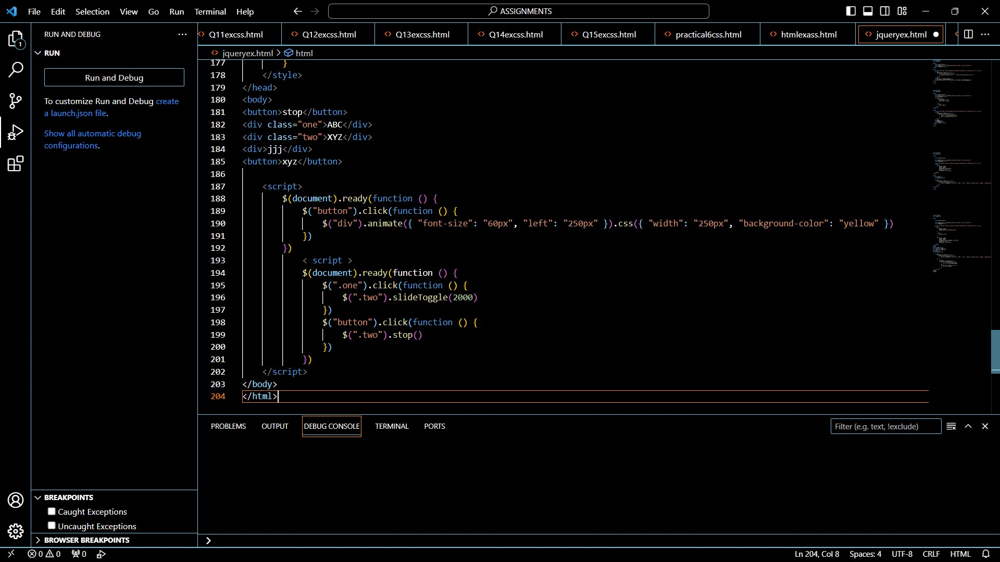 File Edit Selection View Go Run Terminal Help
ASSIGNMENTS
RUN AND DEBUG
Q11excss.html Q12excss.html Q13excss.html Q14excss.html Q15excss.html practical6css.html htmlexass.html jqueryex.html
1
RUN
jqueryex.html > html
Run and Debug
To customize Run and Debug create
a launch.json file.
Show all automatic debug
configurations.
177 }
178 </style>
179 </head>
180 <body>
181 <button>stop</button>
182 <div class="one">ABC</div>
183 <div class="two">XYZ</div>
184 <div>jjj</div>
185 <button>xyz</button>
186
187 <script>
188 $(document).ready(function () {
189 $("button").click(function () {
190 $("div").animate({ "font-size": "60px", "left": "250px" }).css({ "width": "250px", "background-color": "yellow" })
191 })
192 })
193 < script >
194 $(document).ready(function () {
195 $(".one").click(function () {
196 $(".two").slideToggle(2000)
197 })
198 $("button").click(function () {
199 $(".two").stop()
200 })
201 })
202 </script>
203 </body>
204 </html>
PROBLEMS OUTPUT DEBUG CONSOLE TERMINAL PORTS
Filter (e.g. text, !exclude)
BREAKPOINTS
Caught Exceptions
Uncaught Exceptions
BROWSER BREAKPOINTS
>
0 0 0
Ln 204, Col 8 Spaces: 4 UTF-8 CRLF HTML